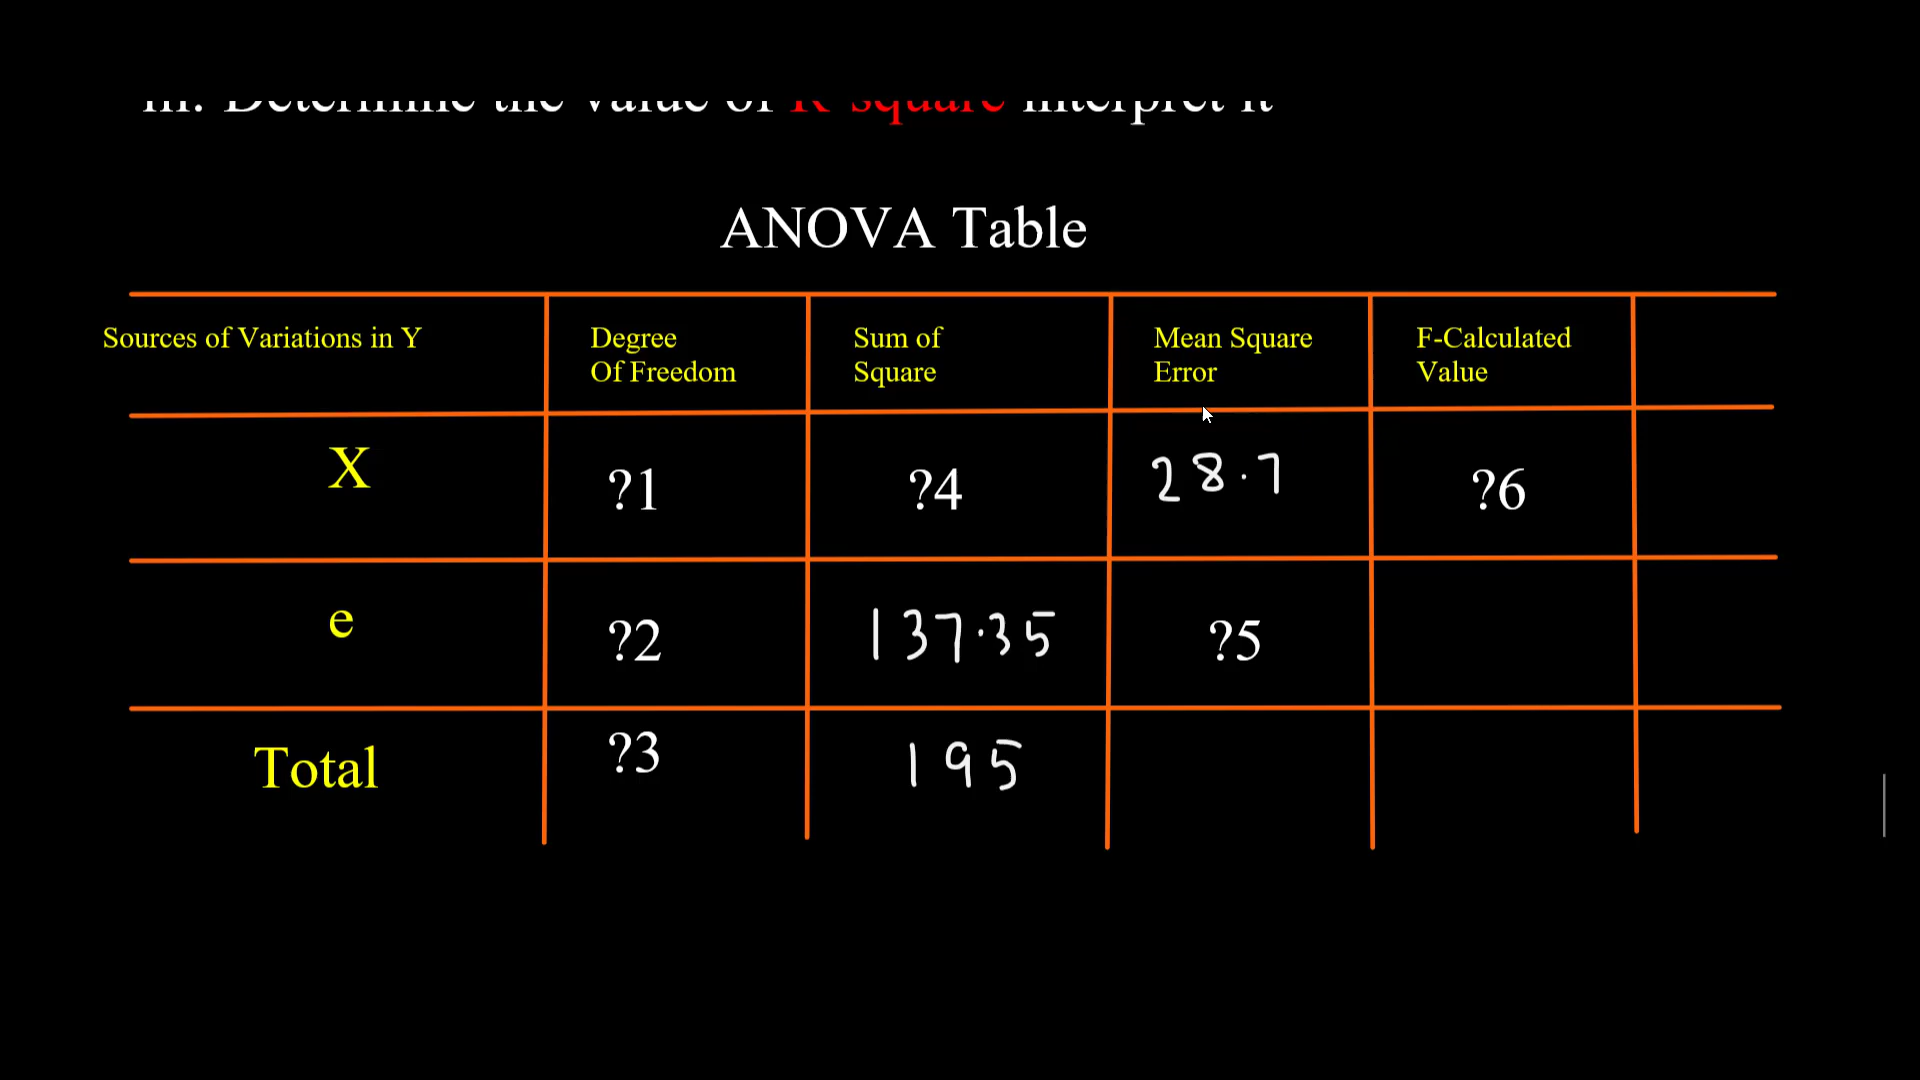 iii. Determine the value of R-square interpret it
ANOVA Table
Sources of Variations in Y
Degree
Of Freedom
Sum of
Square
Mean Square
Error
F-Calculated
Value
X
?1
?4
28.7
?6
e
?2
137.35
?5
Total
?3
195